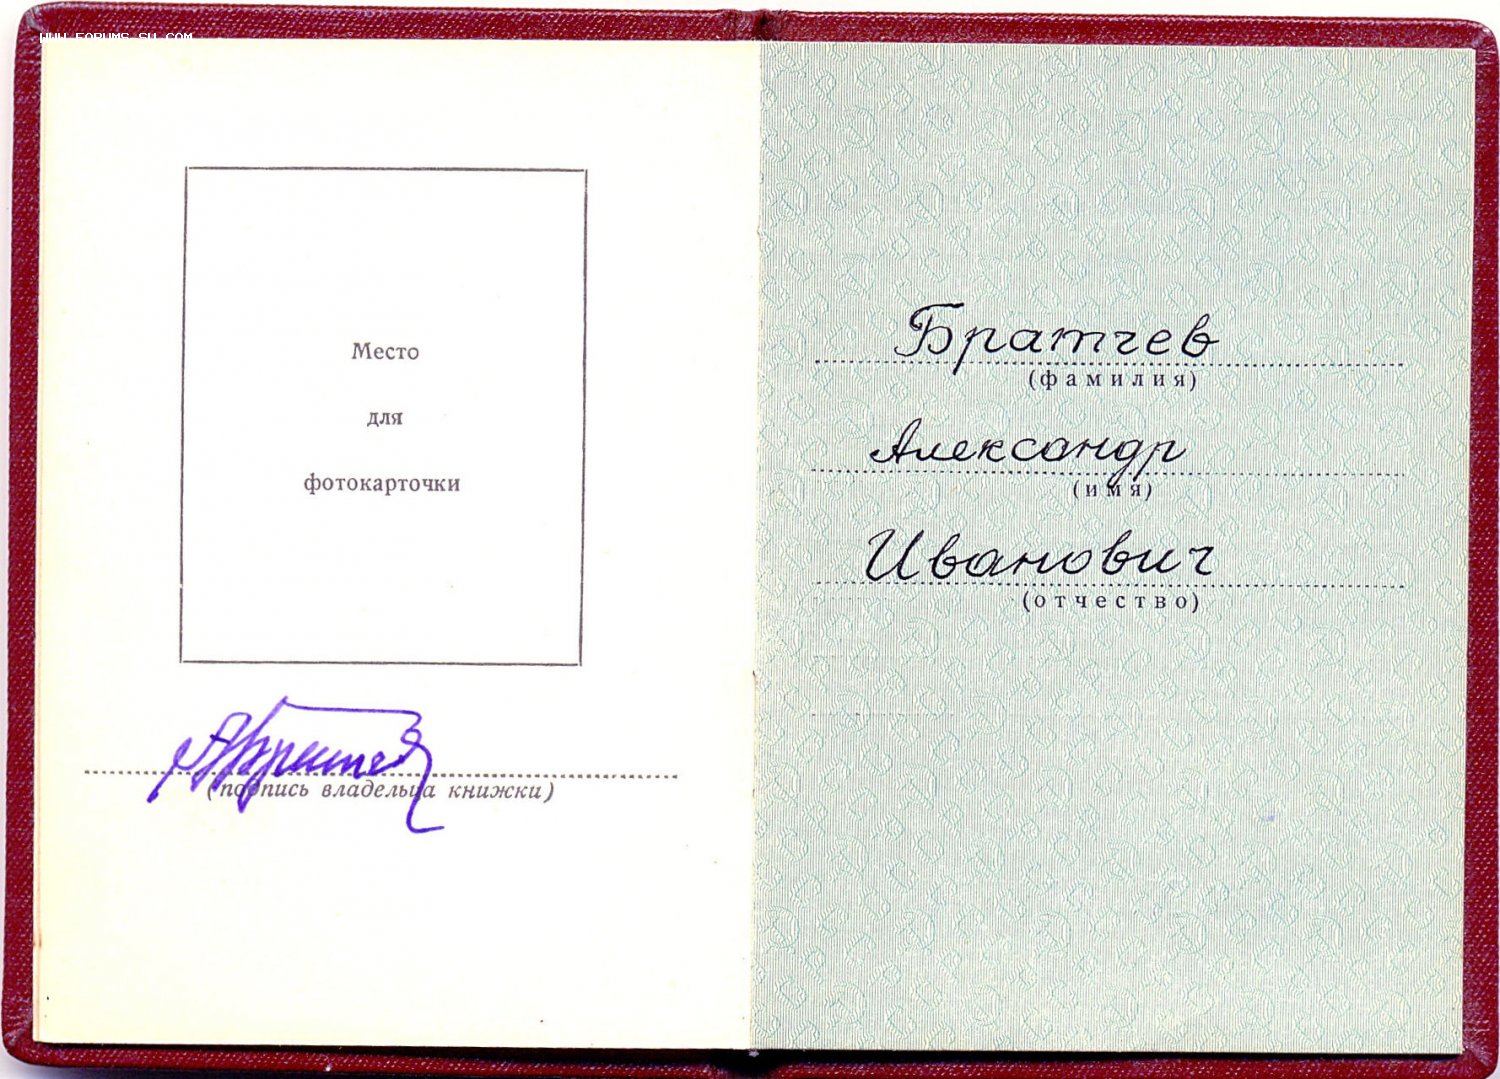 www.forums-su.com
Место
для
фотокарточки
(подпись владельца книжки)
Братчев
(фамилия)
Александр
(имя)
Иванович
(отчество)